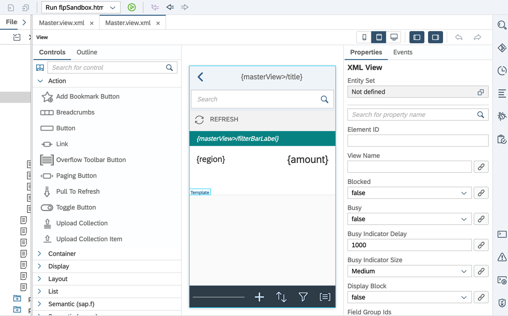 Run flpSandbox.htm
File
Master.view.xml ×
Master.view.xml ×
View
Controls
Outline
Search for control
Action
Add Bookmark Button
Breadcrumbs
Button
Link
Overflow Toolbar Button
Paging Button
Pull To Refresh
Toggle Button
Upload Collection
Upload Collection Item
Container
Display
Layout
List
Semantic (sap.f)
{masterView>/title}
Search
REFRESH
{masterView>/filterBarLabel}
{region}
{amount}
Template
Properties
Events
XML View
Entity Set
Not defined
Search for property name
Element ID
View Name
Blocked
false
Busy
false
Busy Indicator Delay
1000
Busy Indicator Size
Medium
Display Block
false
Field Group Ids